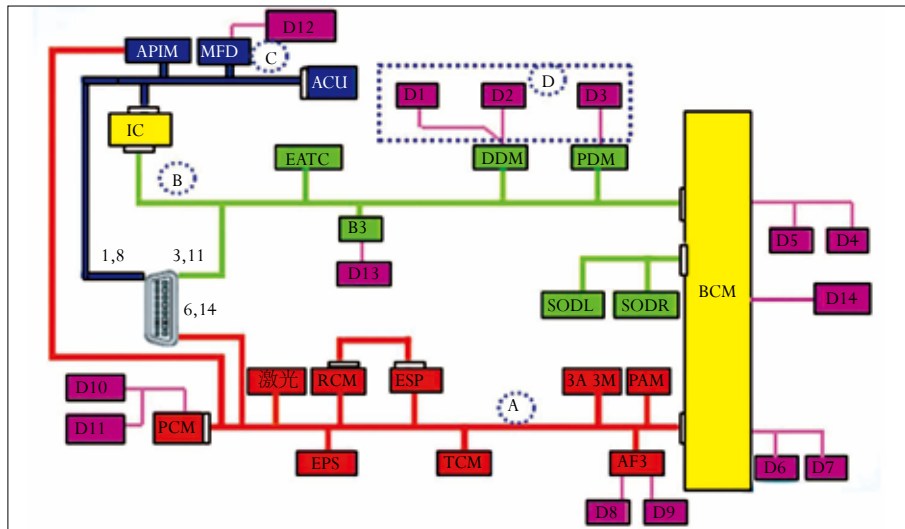 D12
APIM
MFD
C
ACU
D
D1
D2
D3
IC
EATC
DDM
PDM
B
B3
D5
D4
1,8
3,11
D13
BCM
6,14
SODL
SODR
D14
激光
RCM
ESP
3A 3M
PAM
D10
A
D11
PCM
EPS
TCM
AF3
D6
D7
D8
D9